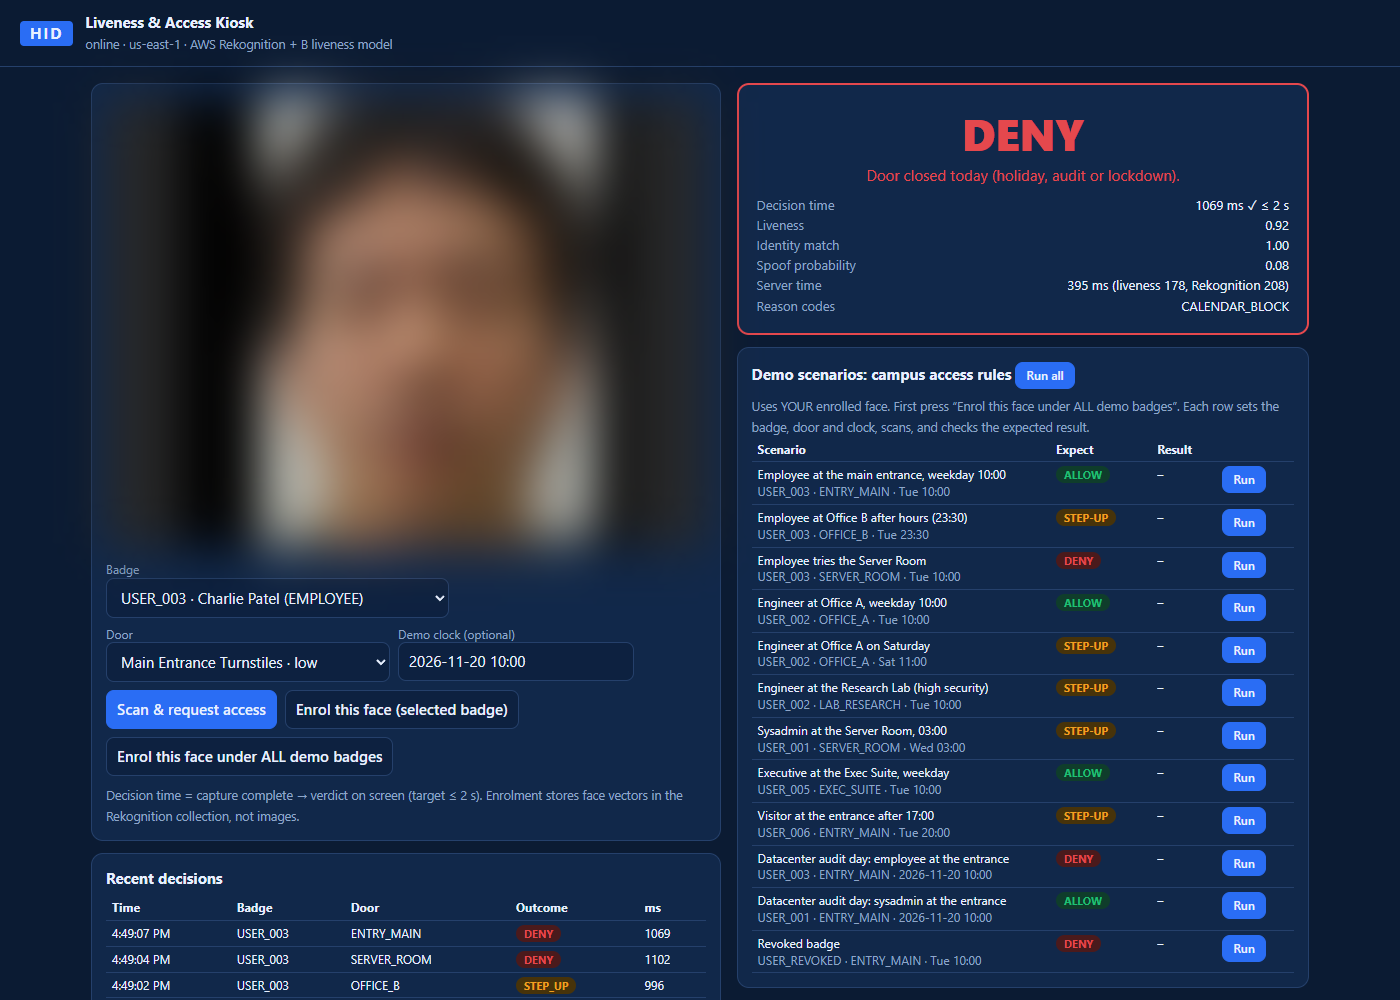 HID
Liveness & Access Kiosk
online · us-east-1 · AWS Rekognition + B liveness model
Badge
USER_003 · Charlie Patel (EMPLOYEE)
Door
Demo clock (optional)
Main Entrance Turnstiles · low
2026-11-20 10:00
Scan & request access
Enrol this face (selected badge)
Enrol this face under ALL demo badges
Decision time = capture complete → verdict on screen (target ≤ 2 s). Enrolment stores face vectors in the
Rekognition collection, not images.
Recent decisions
Time Badge Door Outcome ms
4:49:07 PM USER_003 ENTRY_MAIN DENY 1069
4:49:04 PM USER_003 SERVER_ROOM DENY 1102
4:49:02 PM USER_003 OFFICE_B STEP_UP 996
DENY
Door closed today (holiday, audit or lockdown).
Decision time 1069 ms ✓ ≤ 2 s
Liveness 0.92
Identity match 1.00
Spoof probability 0.08
Server time 395 ms (liveness 178, Rekognition 208)
Reason codes CALENDAR_BLOCK
Demo scenarios: campus access rules Run all
Uses YOUR enrolled face. First press “Enrol this face under ALL demo badges”. Each row sets the
badge, door and clock, scans, and checks the expected result.
Scenario Expect Result
Employee at the main entrance, weekday 10:00 ALLOW – Run
USER_003 · ENTRY_MAIN · Tue 10:00
Employee at Office B after hours (23:30) STEP-UP – Run
USER_003 · OFFICE_B · Tue 23:30
Employee tries the Server Room DENY – Run
USER_003 · SERVER_ROOM · Tue 10:00
Engineer at Office A, weekday 10:00 ALLOW – Run
USER_002 · OFFICE_A · Tue 10:00
Engineer at Office A on Saturday STEP-UP – Run
USER_002 · OFFICE_A · Sat 11:00
Engineer at the Research Lab (high security) STEP-UP – Run
USER_002 · LAB_RESEARCH · Tue 10:00
Sysadmin at the Server Room, 03:00 STEP-UP – Run
USER_001 · SERVER_ROOM · Wed 03:00
Executive at the Exec Suite, weekday ALLOW – Run
USER_005 · EXEC_SUITE · Tue 10:00
Visitor at the entrance after 17:00 STEP-UP – Run
USER_006 · ENTRY_MAIN · Tue 20:00
Datacenter audit day: employee at the entrance DENY – Run
USER_003 · ENTRY_MAIN · 2026-11-20 10:00
Datacenter audit day: sysadmin at the entrance ALLOW – Run
USER_001 · ENTRY_MAIN · 2026-11-20 10:00
Revoked badge DENY – Run
USER_REVOKED · ENTRY_MAIN · Tue 10:00